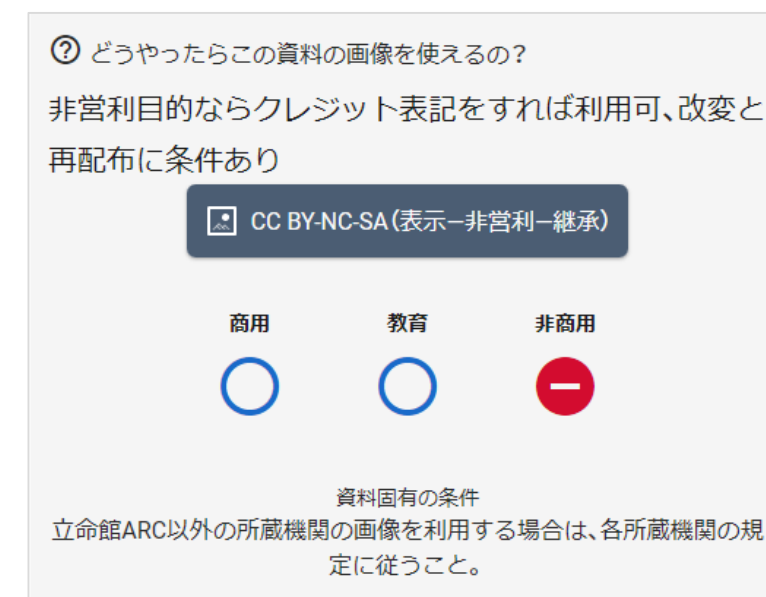 どうやったらこの資料の画像を使えるの?
非営利目的ならクレジット表記をすれば利用可、改変と
再配布に条件あり
CC BY-NC-SA(表示—非営利—継承)
商用 教育 非商用
資料固有の条件
立命館ARC以外の所蔵機関の画像を利用する場合は、各所蔵機関の規
定に従うこと。